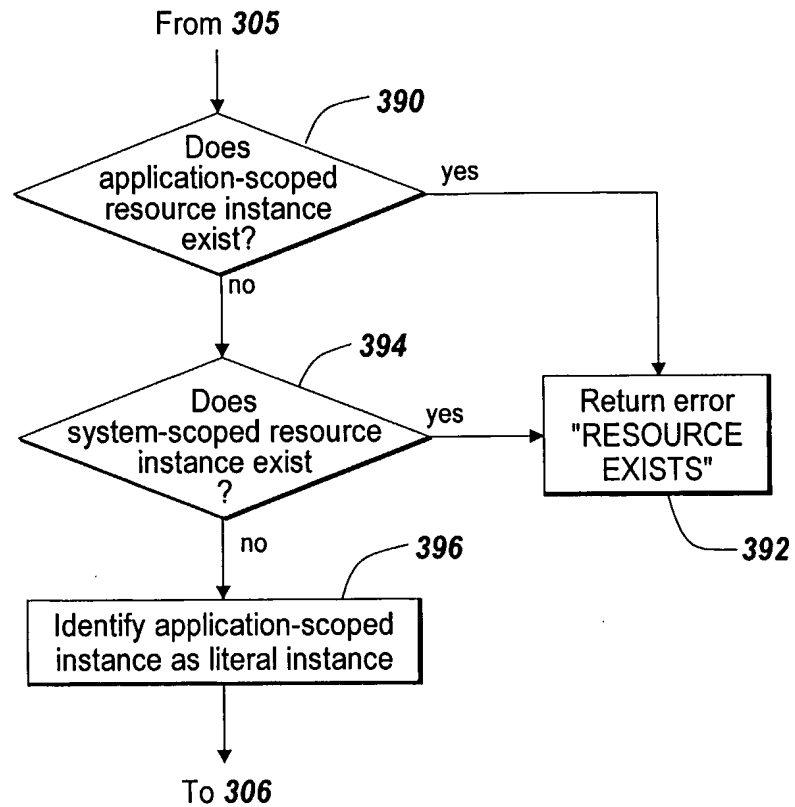 From 305
390
Does
application-scoped
resource instance
exist?
yes
no
394
Does
system-scoped resource
instance exist
?
yes
Return error
"RESOURCE
EXISTS"
392
no
396
Identify application-scoped
instance as literal instance
To 306